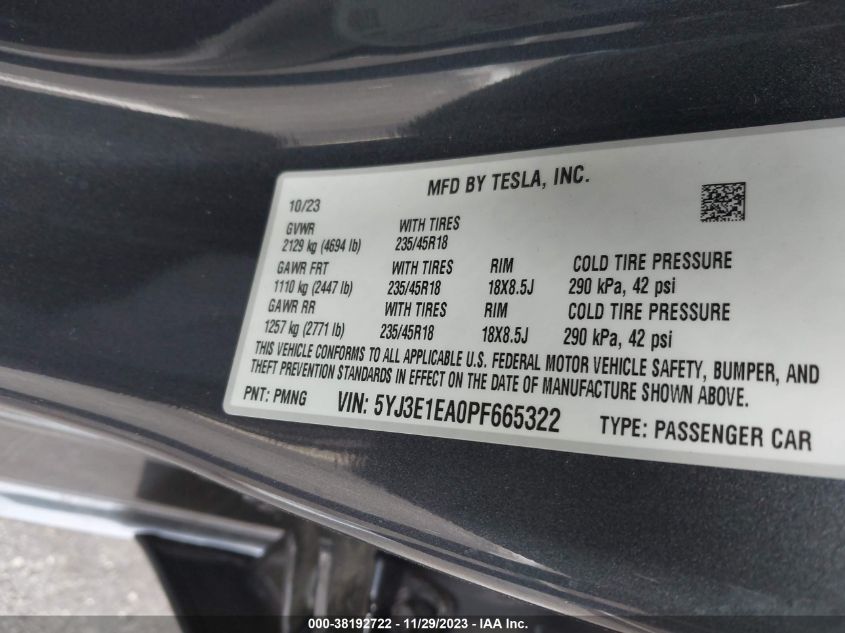 MFD BY TESLA, INC.
10/23
GVWR WITH TIRES
2129 kg (4694 lb) 235/45R18
GAWR FRT WITH TIRES RIM COLD TIRE PRESSURE
1110 kg (2447 lb) 235/45R18 18X8.5J 290 kPa, 42 psi
GAWR RR WITH TIRES RIM COLD TIRE PRESSURE
1257 kg (2771 lb) 235/45R18 18X8.5J 290 kPa, 42 psi
THIS VEHICLE CONFORMS TO ALL APPLICABLE U.S. FEDERAL MOTOR VEHICLE SAFETY, BUMPER, AND
THEFT PREVENTION STANDARDS IN EFFECT ON THE DATE OF MANUFACTURE SHOWN ABOVE.
PNT: PMNG VIN: 5YJ3E1EA0PF665322 TYPE: PASSENGER CAR
000-38192722 - 11/29/2023 - IAA Inc.